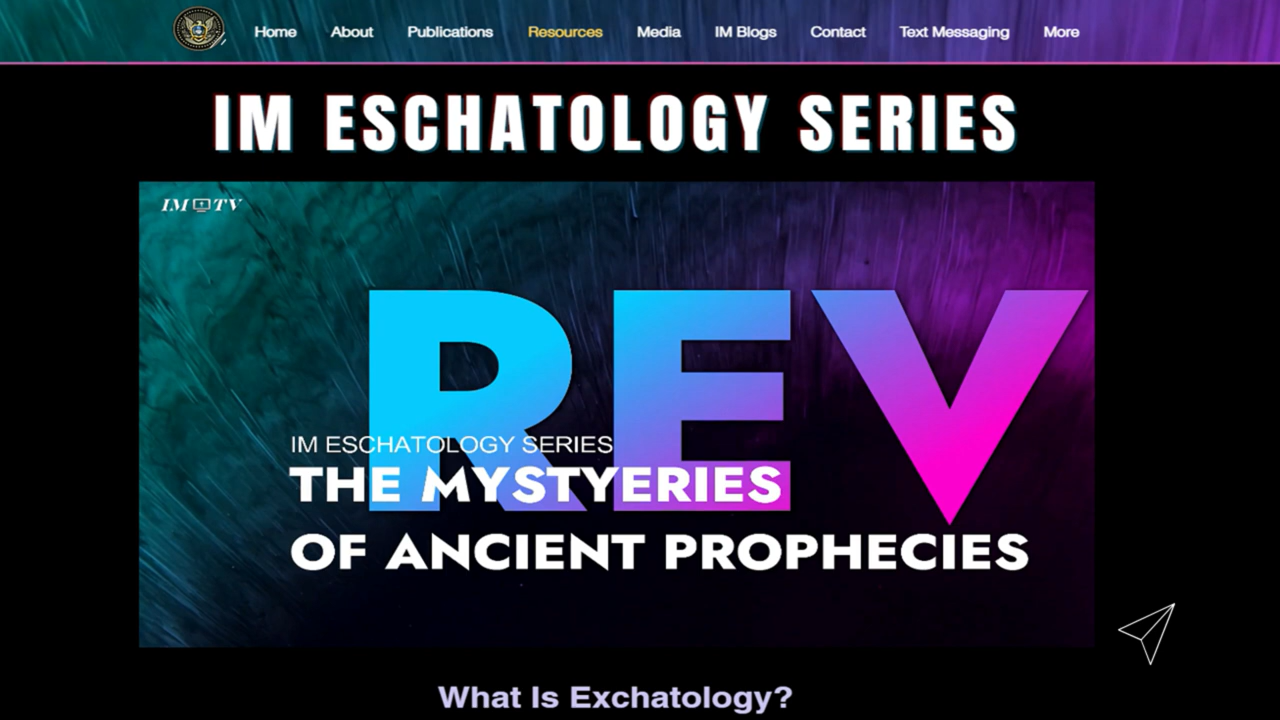 Home About Publications Resources Media IM Blogs Contact Text Messaging More
IM ESCHATOLOGY SERIES
IM TV
REV
IM ESCHATOLOGY SERIES
THE MYSTYERIES
OF ANCIENT PROPHECIES
What Is Exchatology?